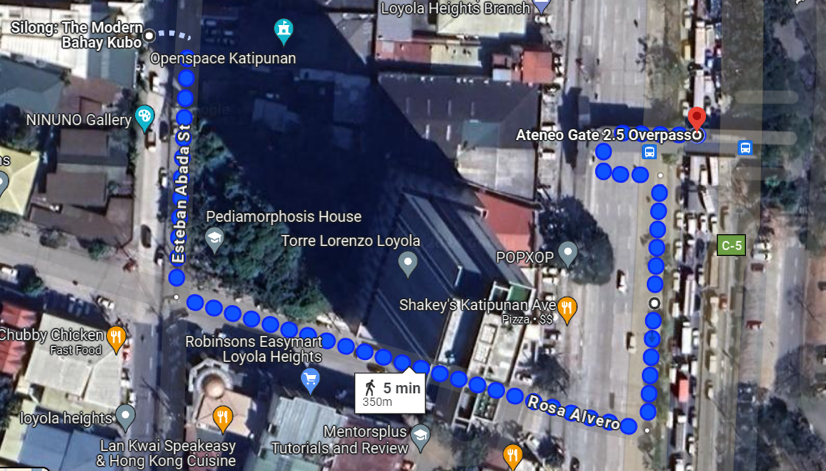 Loyola Heights Branch
Silong: The Modern
Bahay Kubo
Openspace Katipunan
NINUNO Gallery
Ateneo Gate 2.5 Overpass
as
Esteban Abada St
Pediamorphosis House
Torre Lorenzo Loyola
POPXOP
C-5
Shakey's Katipunan Ave
Pizza • $$
Chubby Chicken
Fast Food
Robinsons Easymart
Loyola Heights
5 min
350m
Rosa Alvero
loyola heights
Mentorsplus
Tutorials and Review
Lan Kwai Speakeasy
& Hong Kong Cuisine